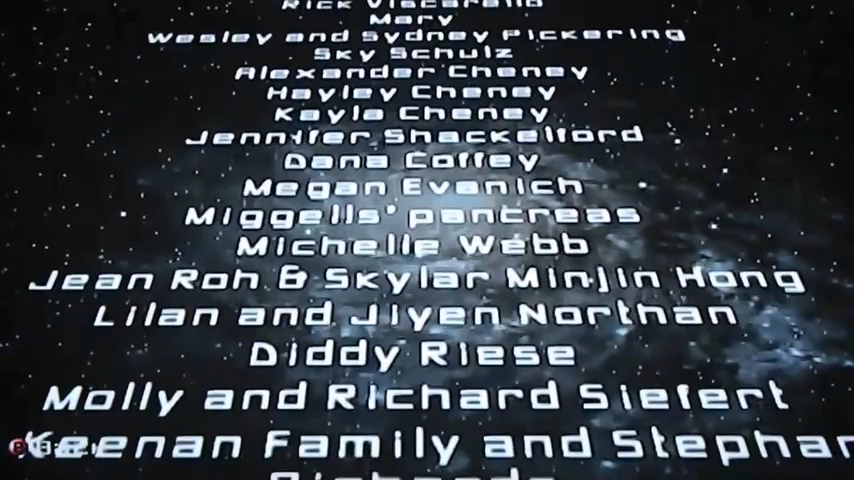 Mary
Wesley and Sydney Pickering
Sky Schulz
Alexander Cheney
Hayley Cheney
Kayla Cheney
Jennifer Shackelford
Dana Coffey
Megan Evanich
Miggells' pantreas
Michelle Webb
Jean Roh & Skylar Minjin Hong
Lilan and Jiyen Northan
Diddy Riese
Molly and Richard Siefert
Keenan Family and Stephan